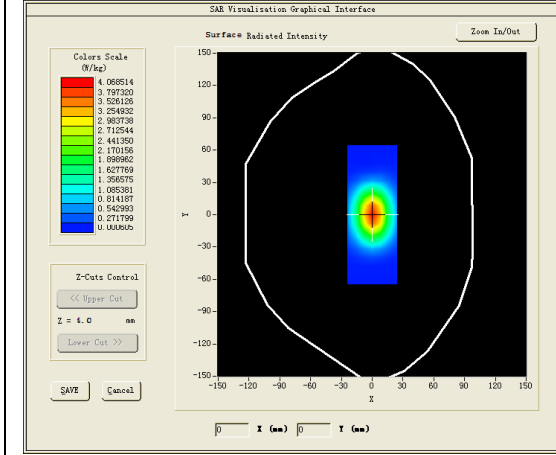 SAR Visualisation Graphical Interface
Surface Radiated Intensity
Zoom In/Out
Colors Scale
(W/kg)
4.068514
3.797320
3.526126
3.254932
2.983738
2.712544
2.441350
2.170156
1.898962
1.627769
1.356575
1.085381
0.814187
0.542993
0.271799
0.000605
150
120
90
60
30
0
-30
-60
-90
-120
-150
Y
-150 -120 -90 -60 -30 0 30 60 90 120 150
X
Z-Cuts Control
<< Upper Cut
Z = 4.0 mm
Lower Cut >>
SAVE Cancel
0 X (mm) 0 Y (mm)